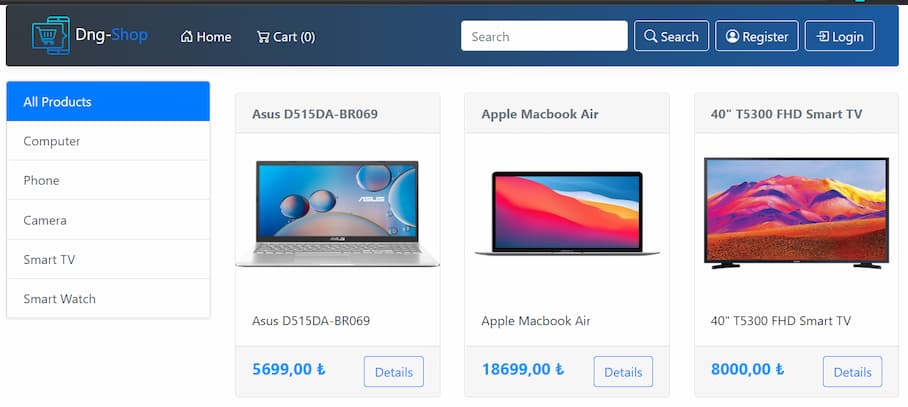 Dng-Shop Home Cart (0) Search Search Register Login
All Products
Computer
Phone
Camera
Smart TV
Smart Watch
Asus D515DA-BR069
ASUS
Asus D515DA-BR069
5699,00 ₺ Details
Apple Macbook Air
Apple Macbook Air
18699,00 ₺ Details
40" T5300 FHD Smart TV
40" T5300 FHD Smart TV
8000,00 ₺ Details